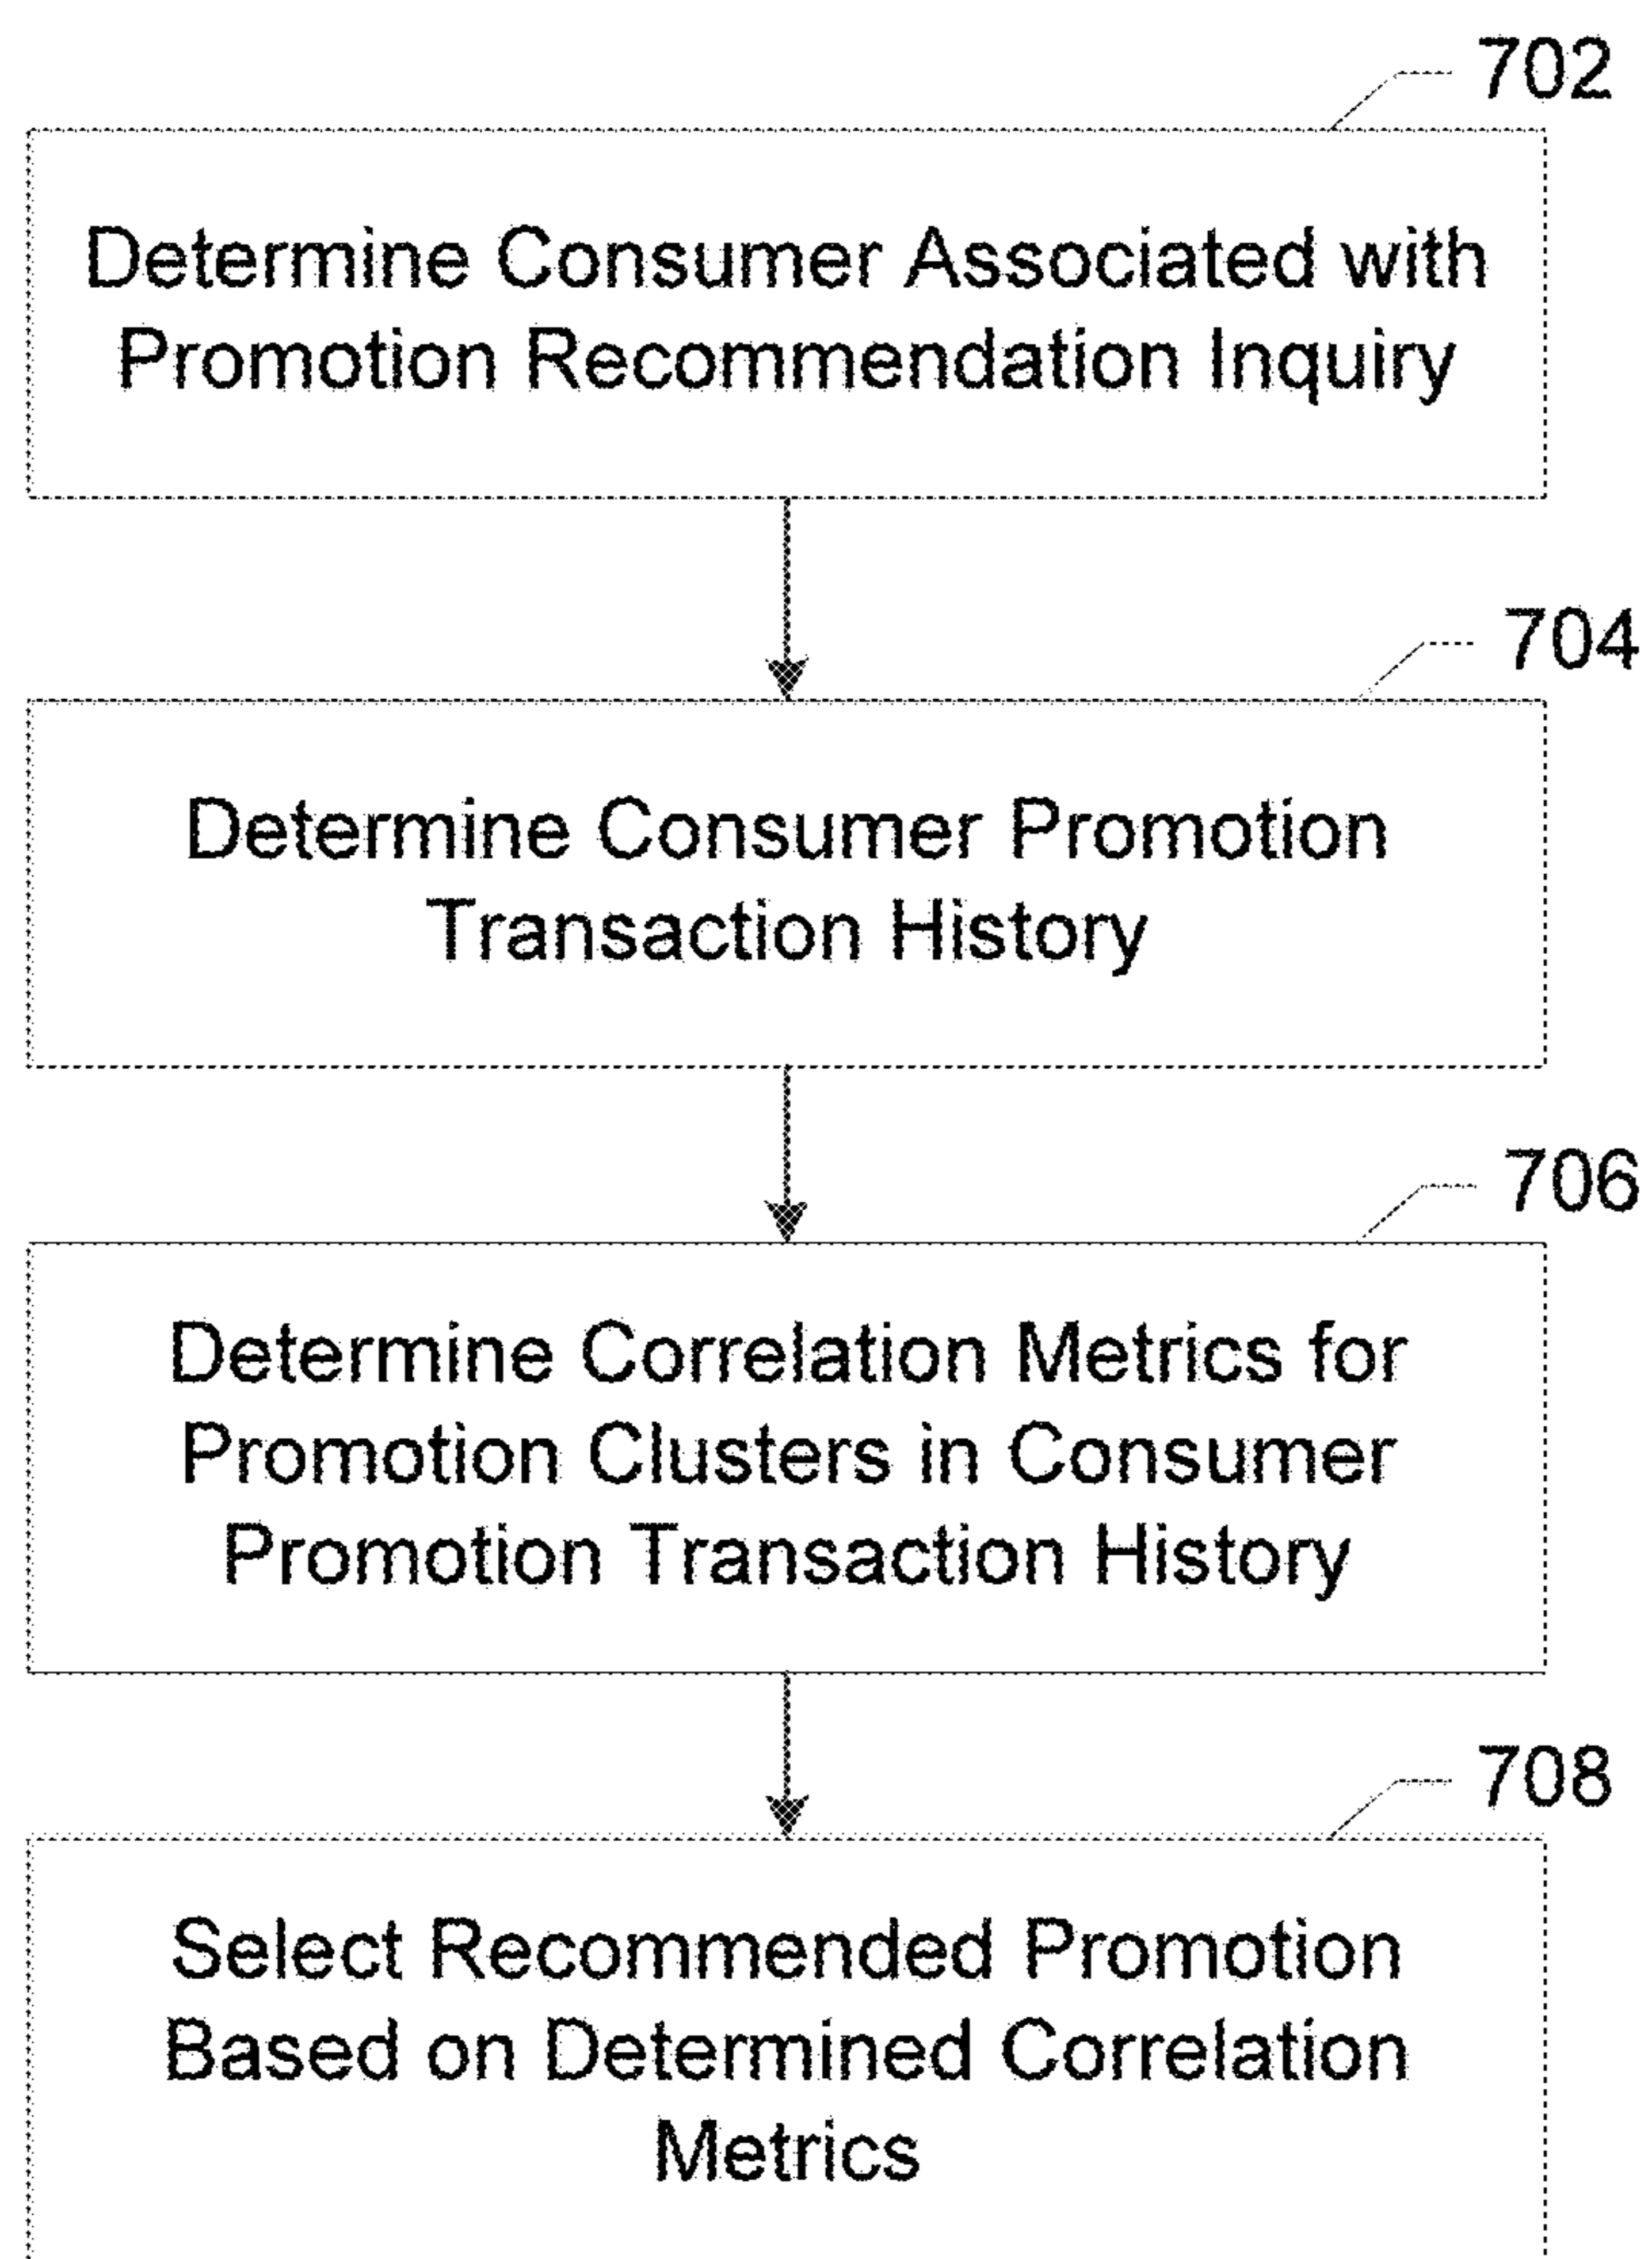 702
Determine Consumer Associated with
Promotion Recommendation Inquiry
704
Determine Consumer Promotion
Transaction History
706
Determine Correlation Metrics for
Promotion Clusters in Consumer
Promotion Transaction History
708
Select Recommended Promotion
Based on Determined Correlation
Metrics